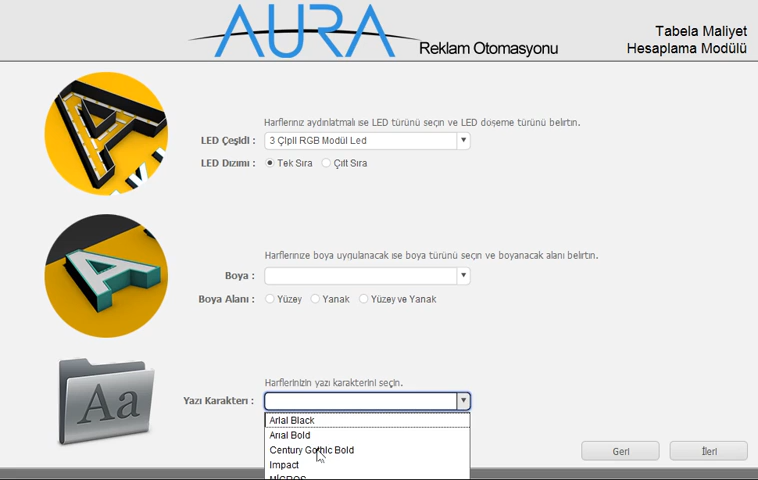 AURA
Reklam Otomasyonu
Tabela Maliyet
Hesaplama Modülü
Harfleriniz aydınlatmalı ise LED türünü seçin ve LED döşeme türünü belirtin.
LED Çeşidi :
3 Çipli RGB Modül Led
LED Dizimi :
Tek Sıra
Çift Sıra
Harflerinize boya uygulanacak ise boya türünü seçin ve boyanacak alanı belirtin.
Boya :
Boya Alanı :
Yüzey
Yanak
Yüzey ve Yanak
Aa
Harflerinizin yazı karakterini seçin.
Yazı Karakteri :
Arial Black
Arial Bold
Century Gothic Bold
Impact
MİGROS
Geri
İleri